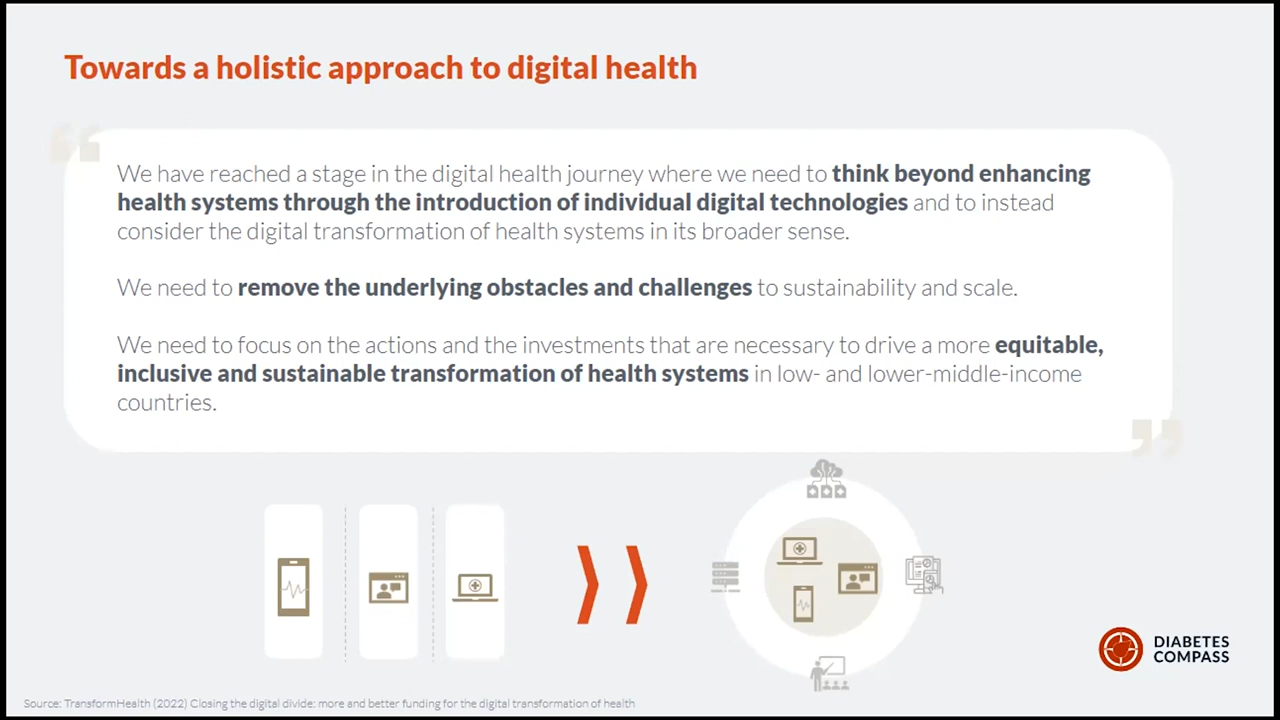 Towards a holistic approach to digital health
We have reached a stage in the digital health journey where we need to think beyond enhancing
health systems through the introduction of individual digital technologies and to instead
consider the digital transformation of health systems in its broader sense.
We need to remove the underlying obstacles and challenges to sustainability and scale.
We need to focus on the actions and the investments that are necessary to drive a more equitable,
inclusive and sustainable transformation of health systems in low- and lower-middle-income
countries.
DIABETES
COMPASS
Source: TransformHealth (2022) Closing the digital divide: more and better funding for the digital transformation of health